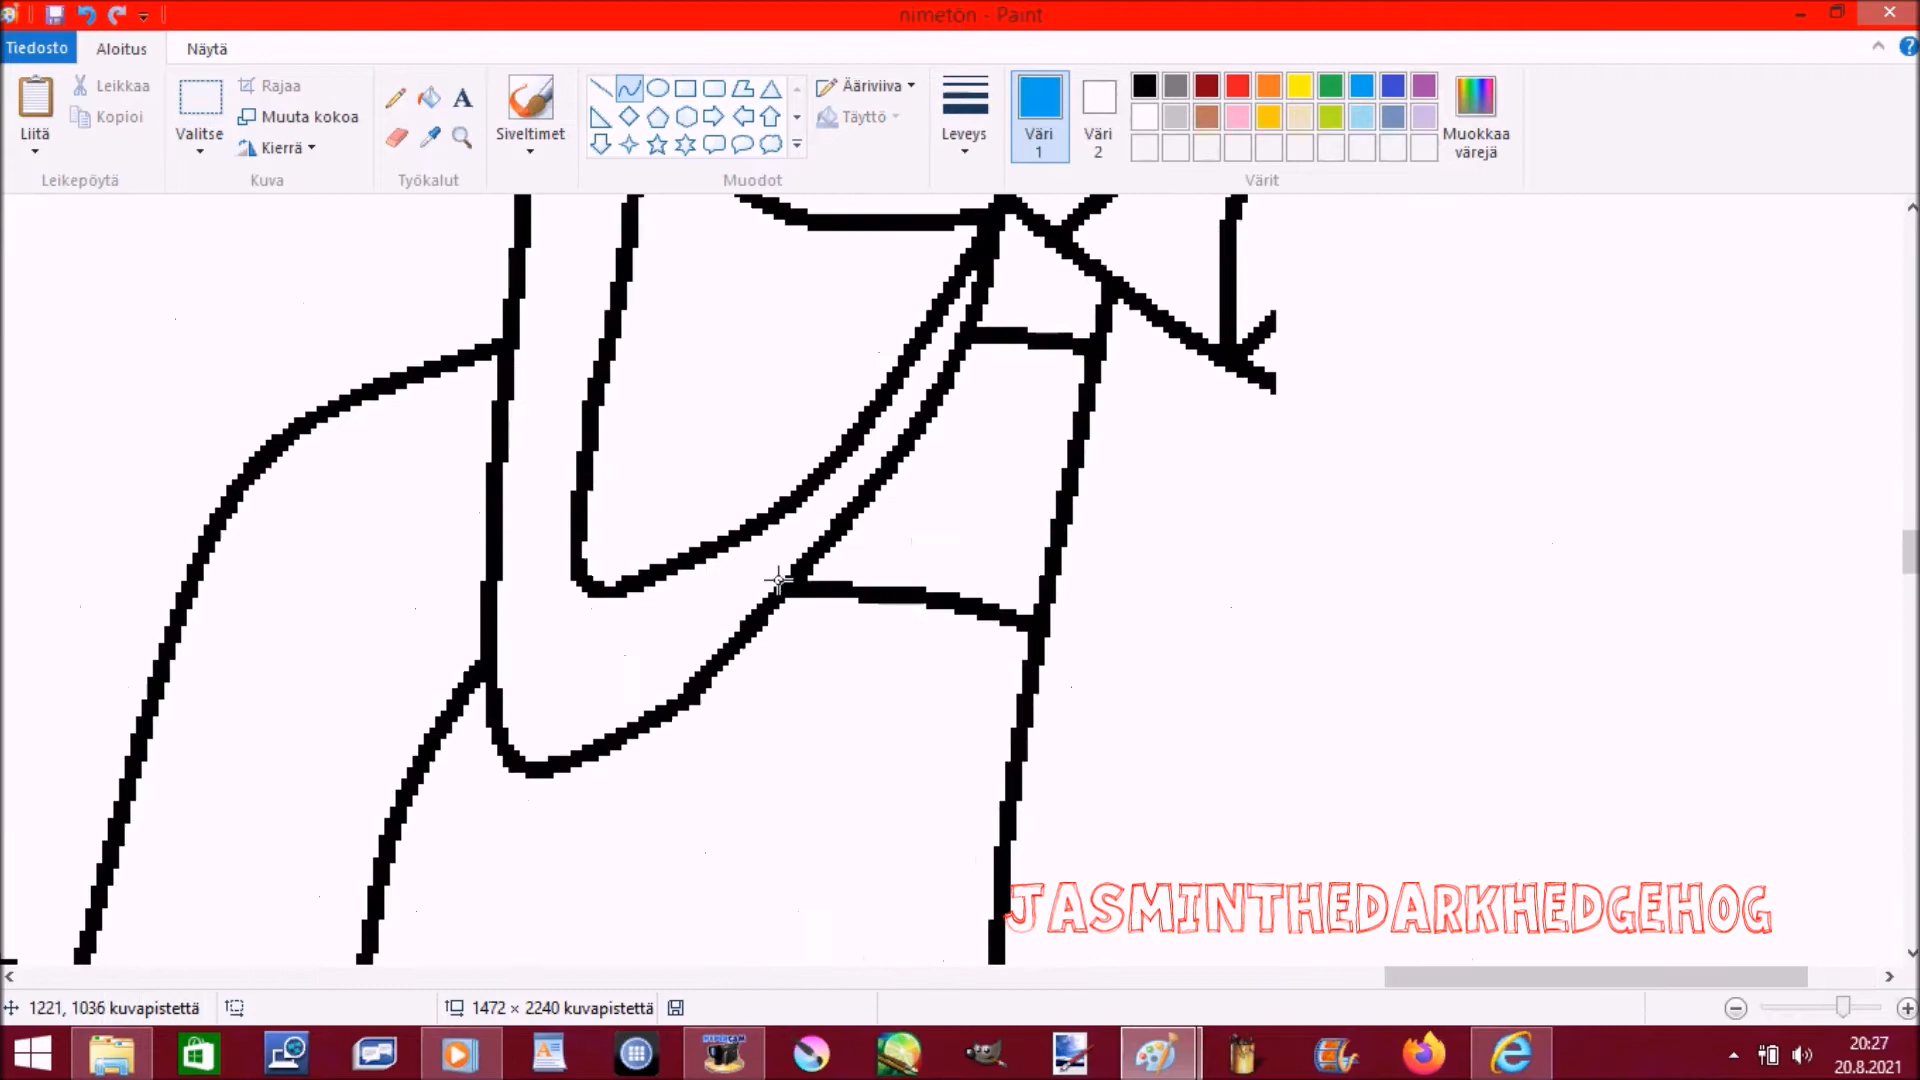 nimetön - Paint
Tiedosto Aloitus Näytä
Liitä
Leikkaa
Kopioi
Leikepöytä
Valitse
Rajaa
Muuta kokoa
Kierrä
Kuva
A
Työkalut
Siveltimet
Muodot
Ääriviiva
Täyttö
Leveys
Väri
1
Väri
2
Värit
Muokkaa
värejä
JASMINTHEDARKHEDGEHOG
1221, 1036 kuvapistettä
1472 × 2240 kuvapistettä
20:27
20.8.2021